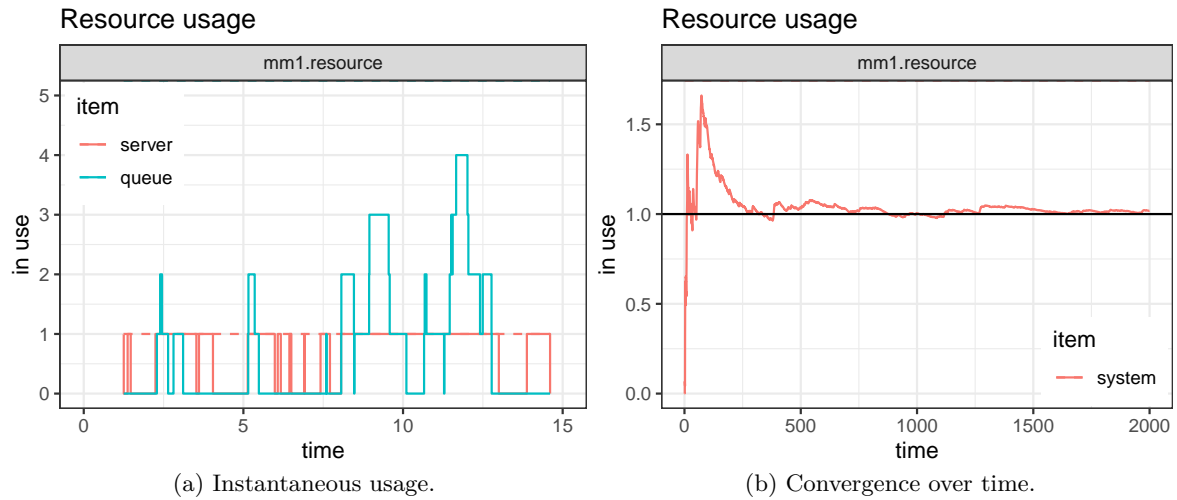 Resource usage
mm1.resource
5
4
3
2
1
0
in use
item
server
queue
0 5 10 15
time
(a) Instantaneous usage.
Resource usage
mm1.resource
1.5
1.0
0.5
0.0
in use
item
system
0 500 1000 1500 2000
time
(b) Convergence over time.